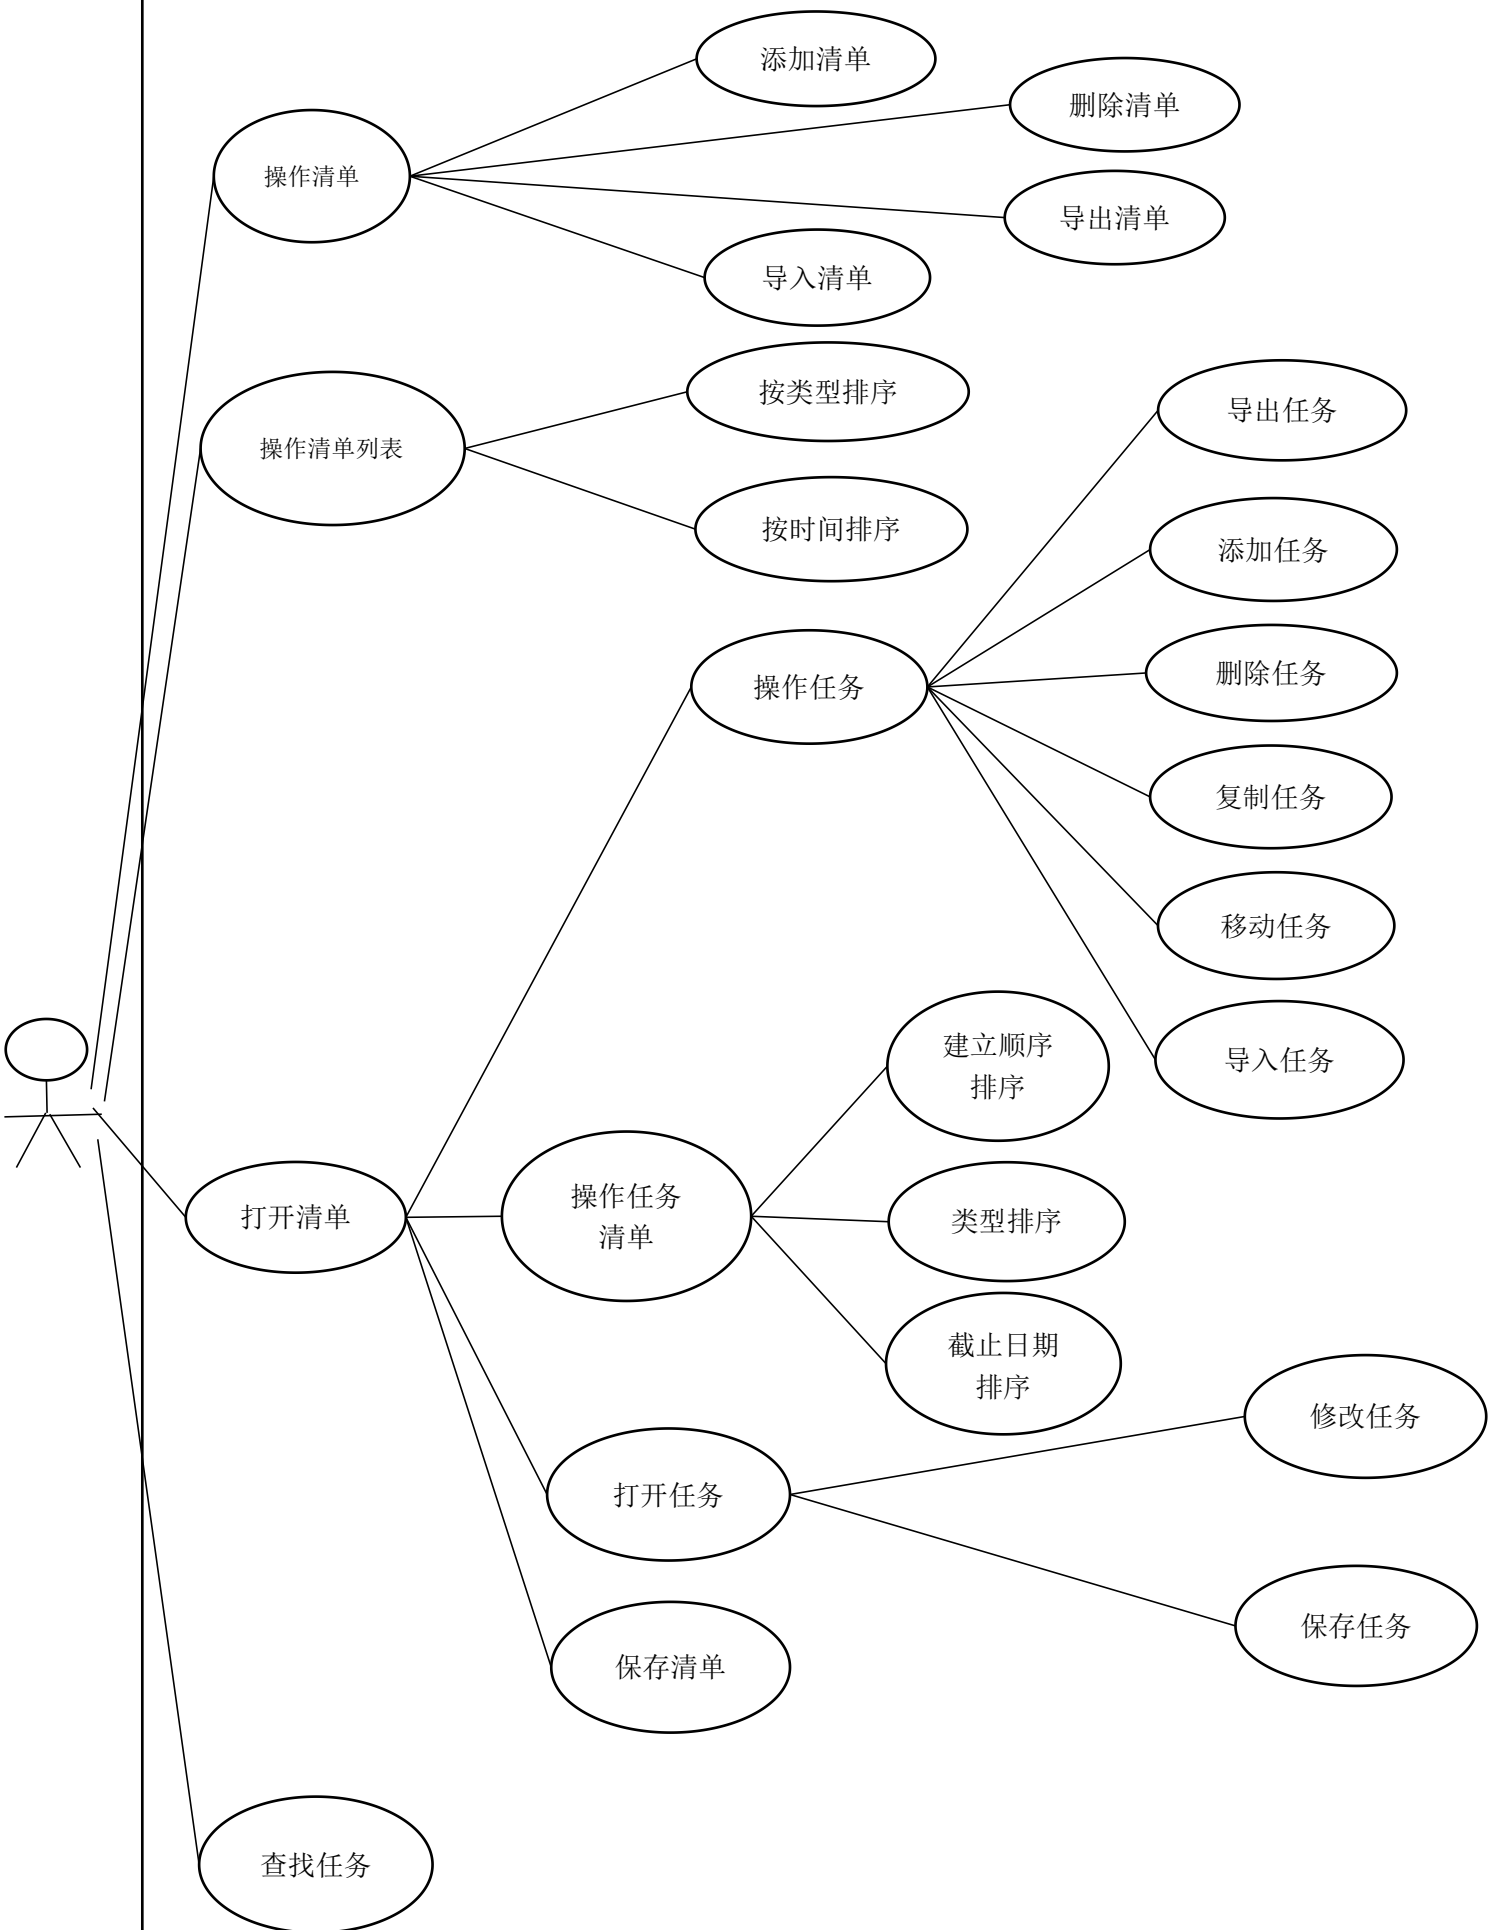 添加清单
删除清单
操作清单
导出清单
导入清单
按类型排序
导出任务
操作清单列表
按时间排序
添加任务
删除任务
操作任务
复制任务
移动任务
建立顺序
排序
导入任务
打开清单
操作任务
清单
类型排序
截止日期
排序
修改任务
打开任务
保存任务
保存清单
查找任务